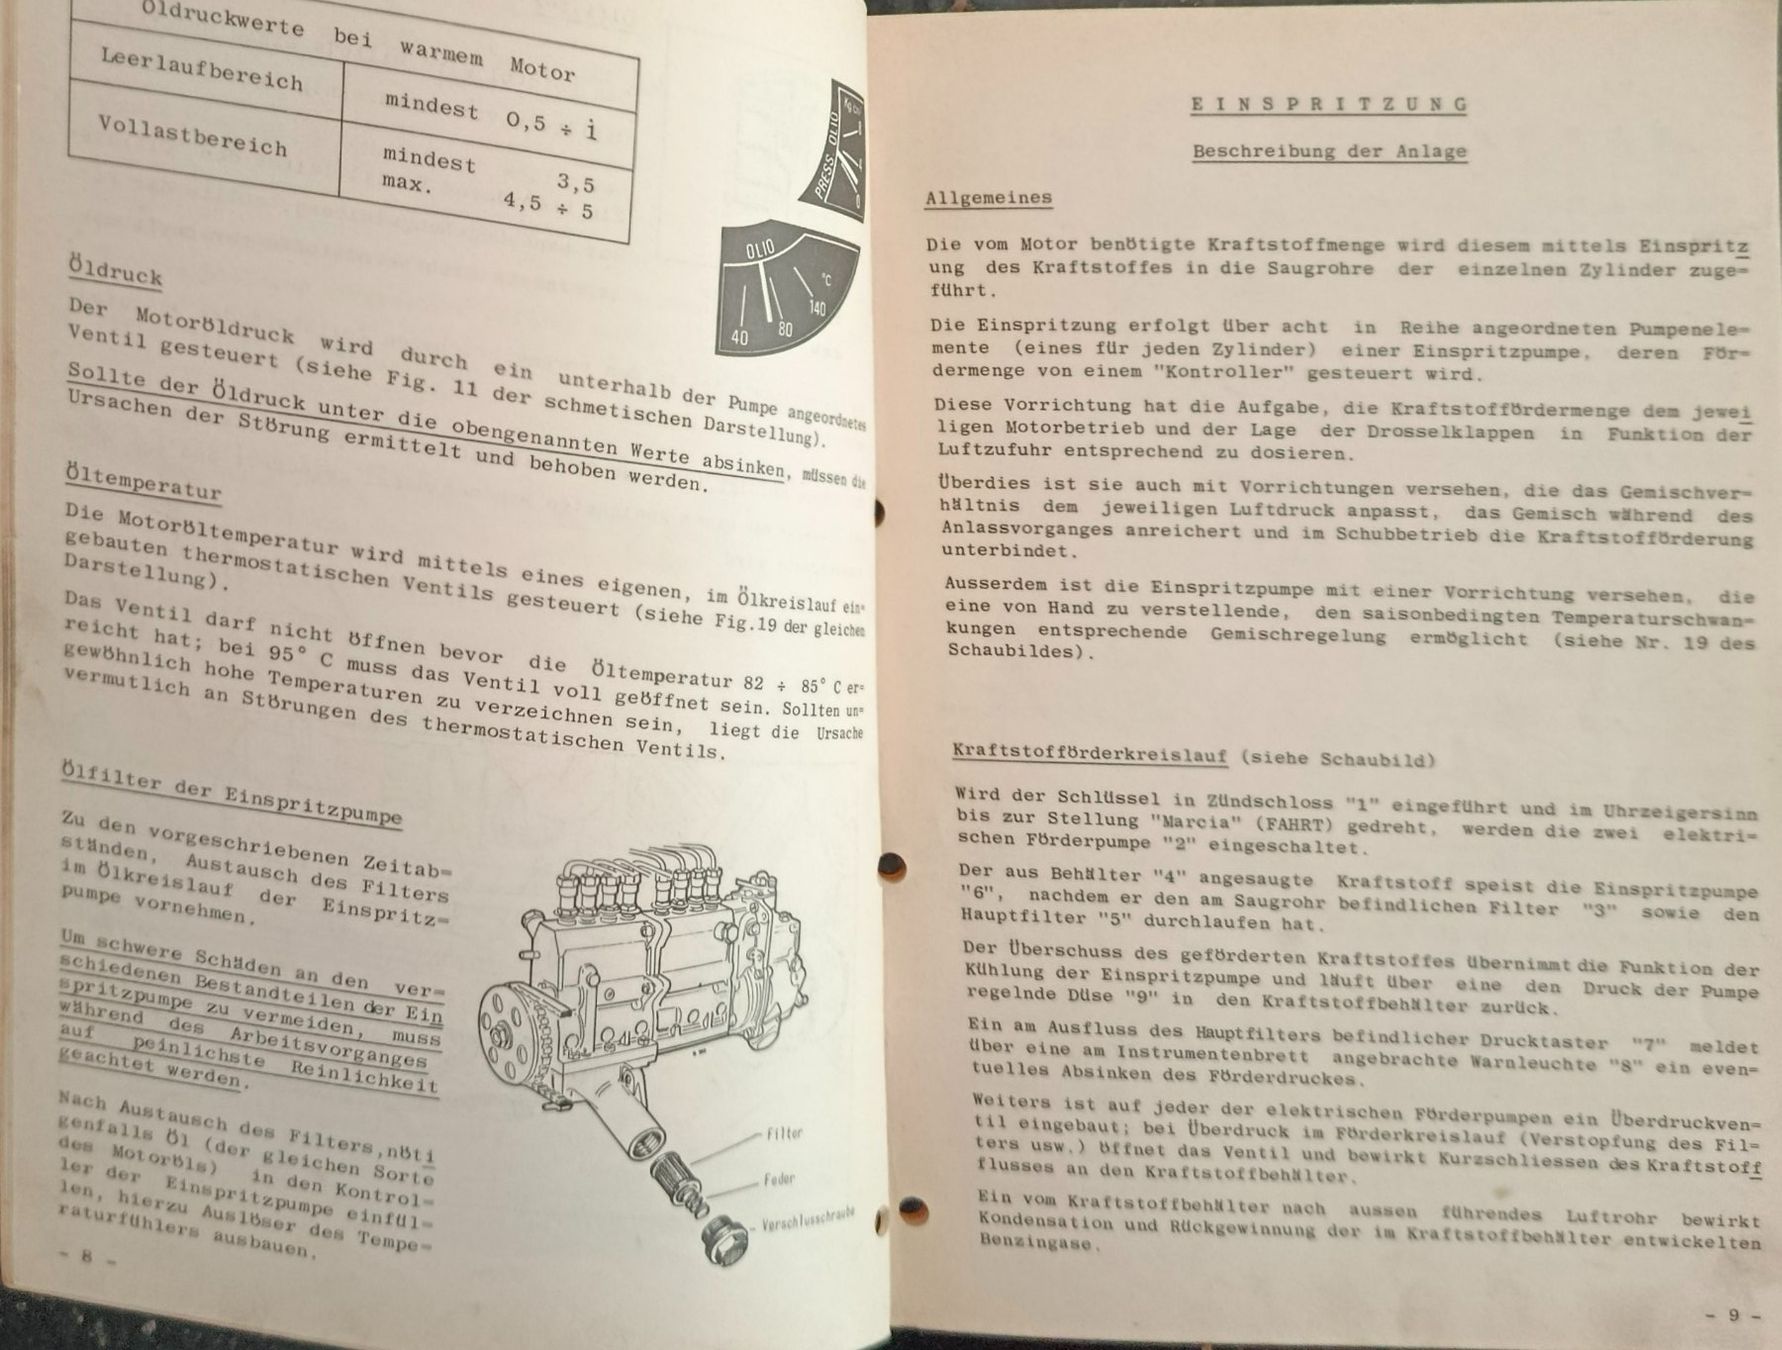 Öldruckwerte bei warmem Motor
Leerlaufbereich mindest 0,5 ÷ 1
Vollastbereich mindest 3,5
max. 4,5 ÷ 5
Kg/cm²
8
0
PRESS. OLIO
OLIO
°C
40 80 140
Öldruck
Der Motoröldruck wird durch ein unterhalb der Pumpe angeordnetes
Ventil gesteuert (siehe Fig. 11 der schmetischen Darstellung).
Sollte der Öldruck unter die obengenannten Werte absinken, müssen die
Ursachen der Störung ermittelt und behoben werden.
Öltemperatur
Die Motoröltemperatur wird mittels eines eigenen, im Ölkreislauf ein=
gebauten thermostatischen Ventils gesteuert (siehe Fig.19 der gleichen
Darstellung).
Das Ventil darf nicht öffnen bevor die Öltemperatur 82 ÷ 85° C er=
reicht hat; bei 95° C muss das Ventil voll geöffnet sein. Sollten un=
gewöhnlich hohe Temperaturen zu verzeichnen sein, liegt die Ursache
vermutlich an Störungen des thermostatischen Ventils.
Ölfilter der Einspritzpumpe
Zu den vorgeschriebenen Zeitab=
ständen, Austausch des Filters
im Ölkreislauf der Einspritz=
pumpe vornehmen.
Um schwere Schäden an den ver=
schiedenen Bestandteilen der Ein
spritzpumpe zu vermeiden, muss
während des Arbeitsvorganges
auf peinlichste Reinlichkeit
geachtet werden.
Nach Austausch des Filters,nöti
genfalls Öl (der gleichen Sorte
des Motoröls) in den Kontrol=
ler der Einspritzpumpe einfül=
len, hierzu Auslöser des Tempe=
raturfühlers ausbauen.
Filter
Feder
Verschlusschraube
- 8 -
EINSPRITZUNG
Beschreibung der Anlage
Allgemeines
Die vom Motor benötigte Kraftstoffmenge wird diesem mittels Einspritz
ung des Kraftstoffes in die Saugrohre der einzelnen Zylinder zuge=
führt.
Die Einspritzung erfolgt über acht in Reihe angeordneten Pumpenele=
mente (eines für jeden Zylinder) einer Einspritzpumpe, deren För=
dermenge von einem "Kontroller" gesteuert wird.
Diese Vorrichtung hat die Aufgabe, die Kraftstoffördermenge dem jewei
ligen Motorbetrieb und der Lage der Drosselklappen in Funktion der
Luftzufuhr entsprechend zu dosieren.
Überdies ist sie auch mit Vorrichtungen versehen, die das Gemischver=
hältnis dem jeweiligen Luftdruck anpasst, das Gemisch während des
Anlassvorganges anreichert und im Schubbetrieb die Kraftstofförderung
unterbindet.
Ausserdem ist die Einspritzpumpe mit einer Vorrichtung versehen, die
eine von Hand zu verstellende, den saisonbedingten Temperaturschwan=
kungen entsprechende Gemischregelung ermöglicht (siehe Nr. 19 des
Schaubildes).
Kraftstofförderkreislauf (siehe Schaubild)
Wird der Schlüssel in Zündschloss "1" eingeführt und im Uhrzeigersinn
bis zur Stellung "Marcia" (FAHRT) gedreht, werden die zwei elektri=
schen Förderpumpe "2" eingeschaltet.
Der aus Behälter "4" angesaugte Kraftstoff speist die Einspritzpumpe
"6", nachdem er den am Saugrohr befindlichen Filter "3" sowie den
Hauptfilter "5" durchlaufen hat.
Der Überschuss des geförderten Kraftstoffes übernimmt die Funktion der
Kühlung der Einspritzpumpe und läuft über eine den Druck der Pumpe
regelnde Düse "9" in den Kraftstoffbehälter zurück.
Ein am Ausfluss des Hauptfilters befindlicher Drucktaster "7" meldet
über eine am Instrumentenbrett angebrachte Warnleuchte "8" ein even=
tuelles Absinken des Förderdruckes.
Weiters ist auf jeder der elektrischen Förderpumpen ein Überdruckven=
til eingebaut; bei Überdruck im Förderkreislauf (Verstopfung des Fil=
ters usw.) öffnet das Ventil und bewirkt Kurzschliessen des Kraftstoff
flusses an den Kraftstoffbehälter.
Ein vom Kraftstoffbehälter nach aussen führendes Luftrohr bewirkt
Kondensation und Rückgewinnung der im Kraftstoffbehälter entwickelten
Benzingase.
- 9 -